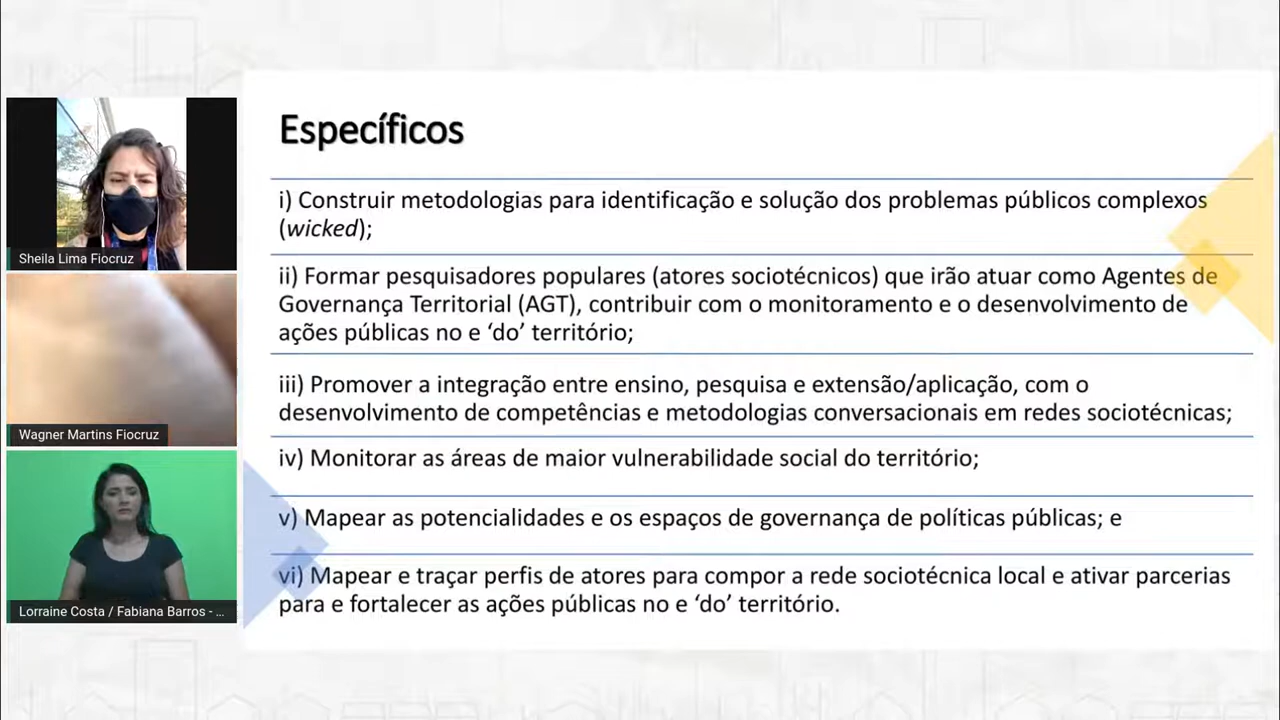 Específicos
i) Construir metodologias para identificação e solução dos problemas públicos complexos
(wicked);
ii) Formar pesquisadores populares (atores sociotécnicos) que irão atuar como Agentes de
Governança Territorial (AGT), contribuir com o monitoramento e o desenvolvimento de
ações públicas no e ‘do’ território;
iii) Promover a integração entre ensino, pesquisa e extensão/aplicação, com o
desenvolvimento de competências e metodologias conversacionais em redes sociotécnicas;
iv) Monitorar as áreas de maior vulnerabilidade social do território;
v) Mapear as potencialidades e os espaços de governança de políticas públicas; e
vi) Mapear e traçar perfis de atores para compor a rede sociotécnica local e ativar parcerias
para e fortalecer as ações públicas no e ‘do’ território.
Sheila Lima Fiocruz
Wagner Martins Fiocruz
Lorraine Costa / Fabiana Barros - ...